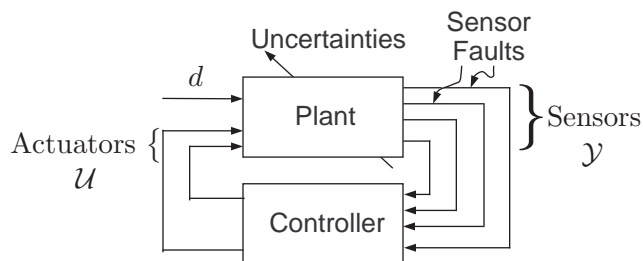 Uncertainties
Sensor
Faults
d
Plant
Actuators {
𝒰
} Sensors
𝒴
Controller